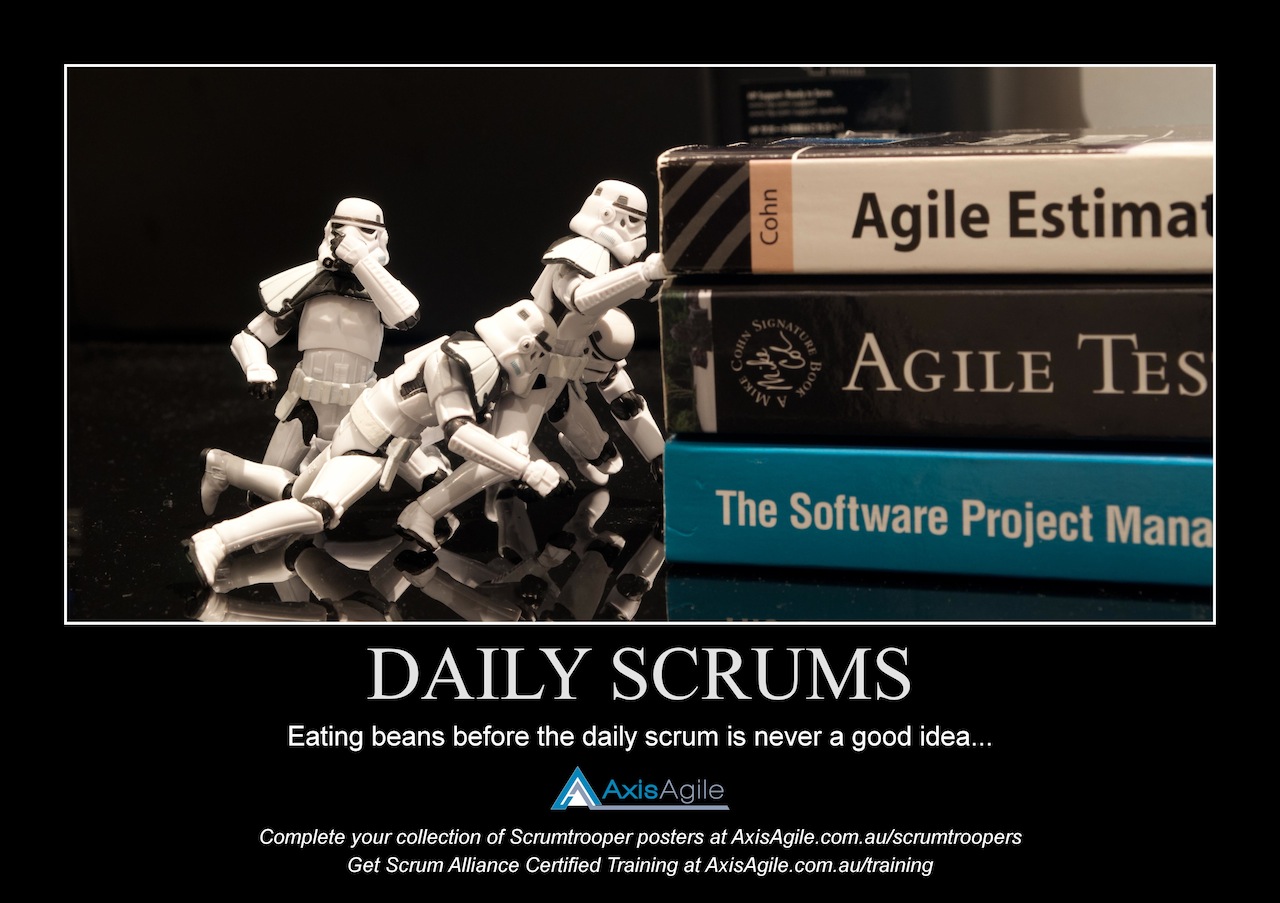 Cohn
Agile Estimat
A MIKE COHN SIGNATURE BOOK
Mike Cohn
AGILE TES
The Software Project Mana
DAILY SCRUMS
Eating beans before the daily scrum is never a good idea...
AxisAgile
Complete your collection of Scrumtrooper posters at AxisAgile.com.au/scrumtroopers
Get Scrum Alliance Certified Training at AxisAgile.com.au/training